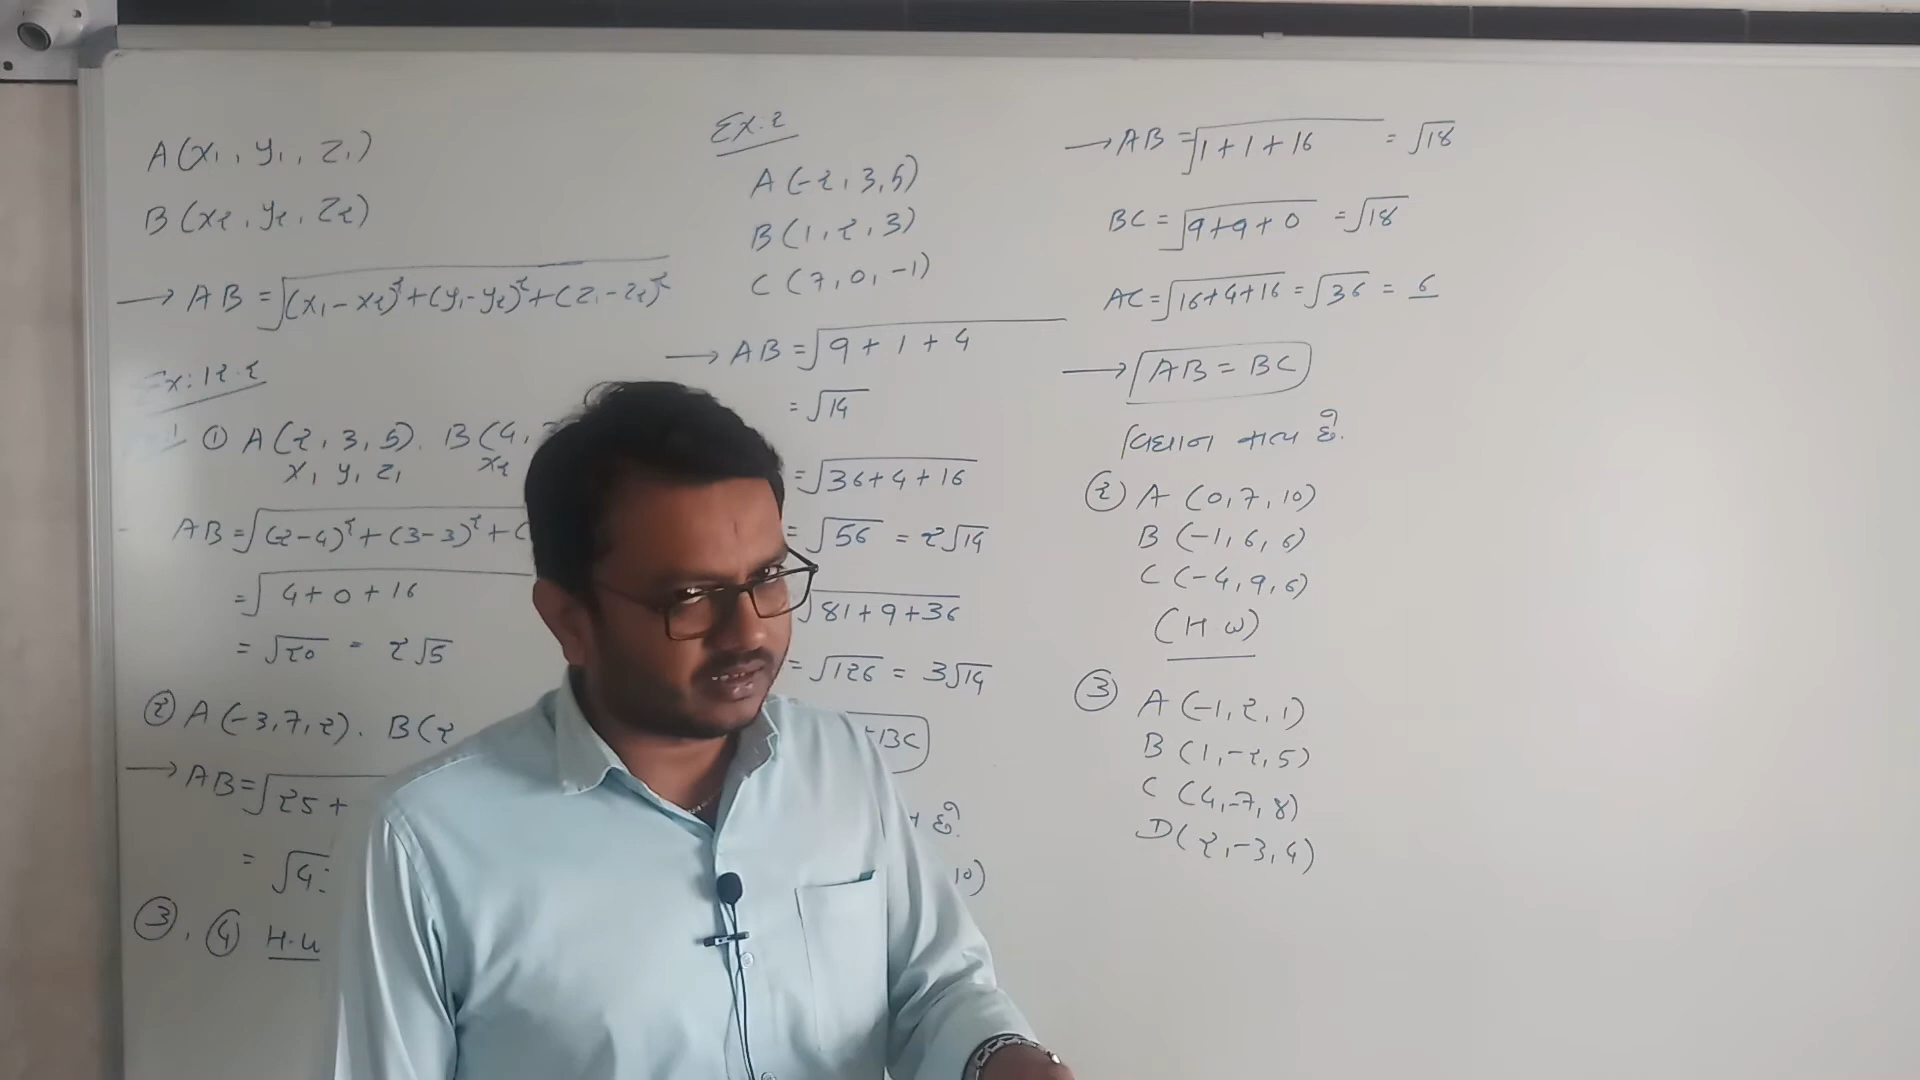 A(x₁, y₁, z₁)
B(x₂, y₂, z₂)
→ AB = √(x₁-x₂)²+(y₁-y₂)²+(z₁-z₂)²
Ex: 12.2
① A(2, 3, 5). B(4,
x₁ y₁ z₁ x₂
AB = √(2-4)²+(3-3)²+(
= √4+0+16
= √20 = 2√5
② A(-3,7,2). B(2
→ AB = √25+
= √4
③, ④ H.W
Ex: 2
A(-2, 3, 5)
B(1, 2, 3)
C(7, 0, -1)
→ AB = √9+1+4
= √14
= √36+4+16
= √56 = 2√14
√81+9+36
= √126 = 3√14
+BC
છે.
10)
→ AB = √1+1+16 = √18
BC = √9+9+0 = √18
AC = √16+4+16 = √36 = 6
→ AB = BC
વિધાન સત્ય છે.
② A (0, 7, 10)
B (-1, 6, 6)
C (-4, 9, 6)
(H.W)
③ A (-1, 2, 1)
B (1, -2, 5)
C (4, -7, 8)
D (2, -3, 4)